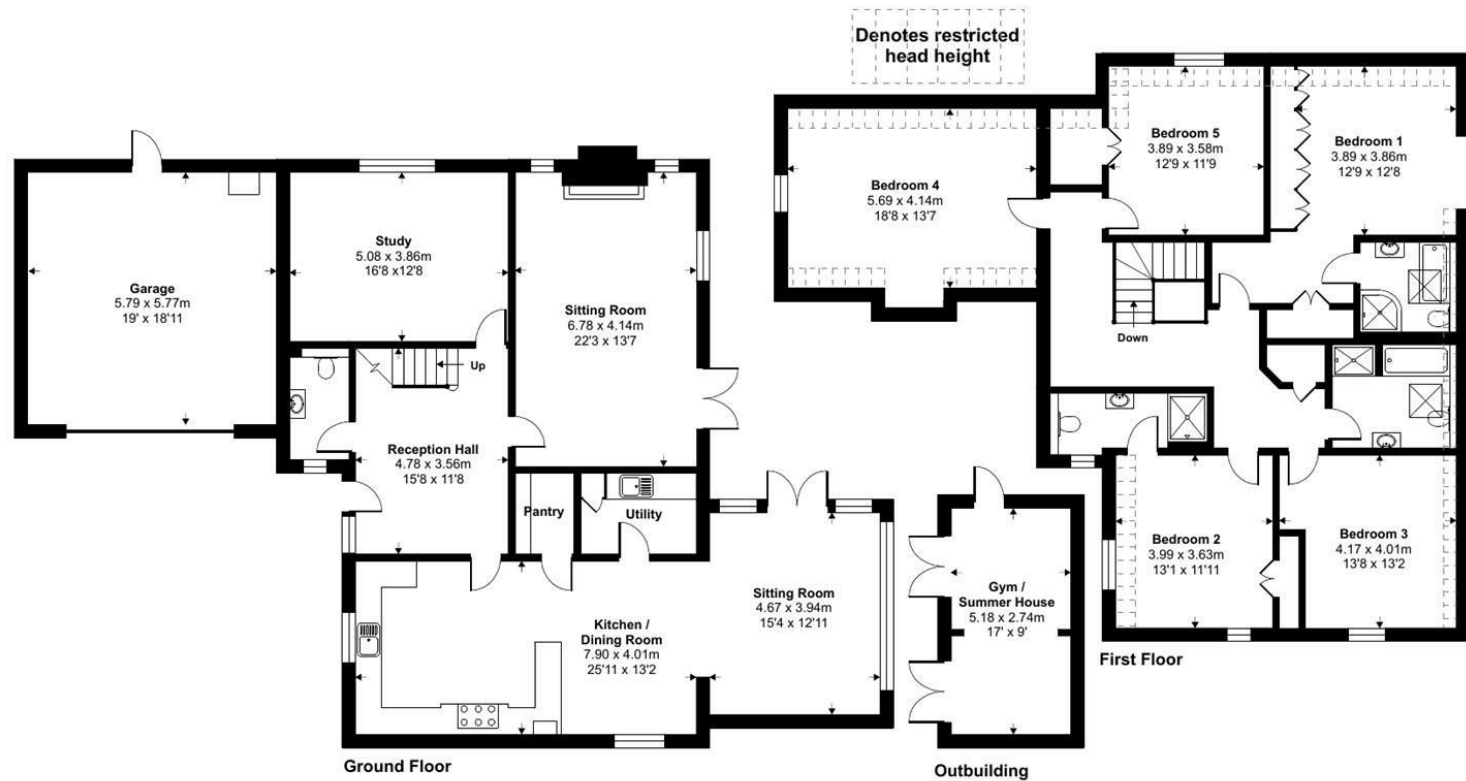 Denotes restricted
head height
Garage
5.79 x 5.77m
19' x 18'11
Study
5.08 x 3.86m
16'8 x12'8
Sitting Room
6.78 x 4.14m
22'3 x 13'7
Up
Reception Hall
4.78 x 3.56m
15'8 x 11'8
Pantry
Utility
Kitchen /
Dining Room
7.90 x 4.01m
25'11 x 13'2
Sitting Room
4.67 x 3.94m
15'4 x 12'11
Ground Floor
Gym /
Summer House
5.18 x 2.74m
17' x 9'
Outbuilding
Bedroom 4
5.69 x 4.14m
18'8 x 13'7
Bedroom 5
3.89 x 3.58m
12'9 x 11'9
Bedroom 1
3.89 x 3.86m
12'9 x 12'8
Down
Bedroom 2
3.99 x 3.63m
13'1 x 11'11
Bedroom 3
4.17 x 4.01m
13'8 x 13'2
First Floor